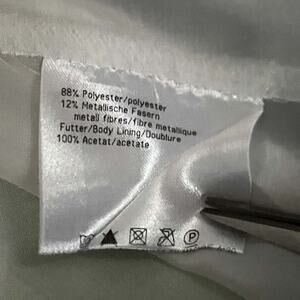 88% Polyester/polyester
12% Metallische Fasern
metall fibres/fibre metallique
Futter/Body Lining/Doublure
100% Acetat/acetate
P